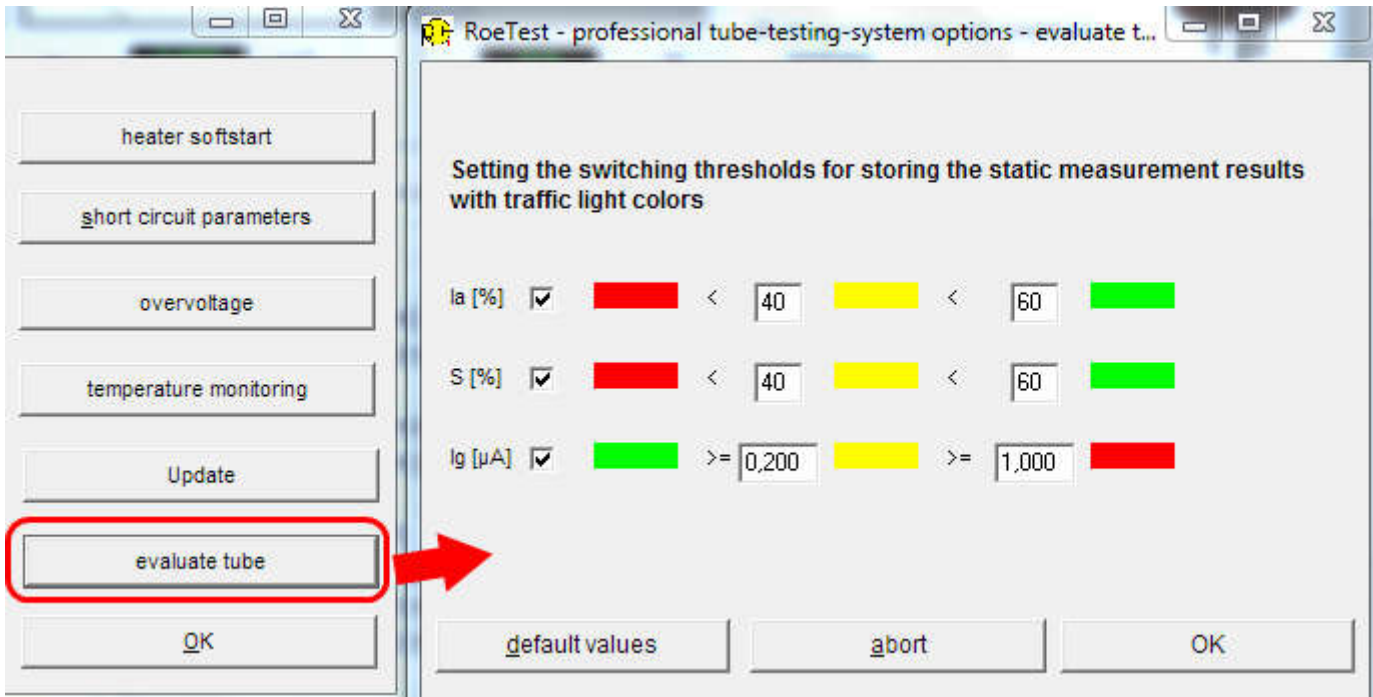 heater softstart
short circuit parameters
overvoltage
temperature monitoring
Update
evaluate tube
OK
RoeTest - professional tube-testing-system options - evaluate t...
Setting the switching thresholds for storing the static measurement results
with traffic light colors
Ia [%] < 40 < 60
S [%] < 40 < 60
Ig [µA] >= 0,200 >= 1,000
default values abort OK